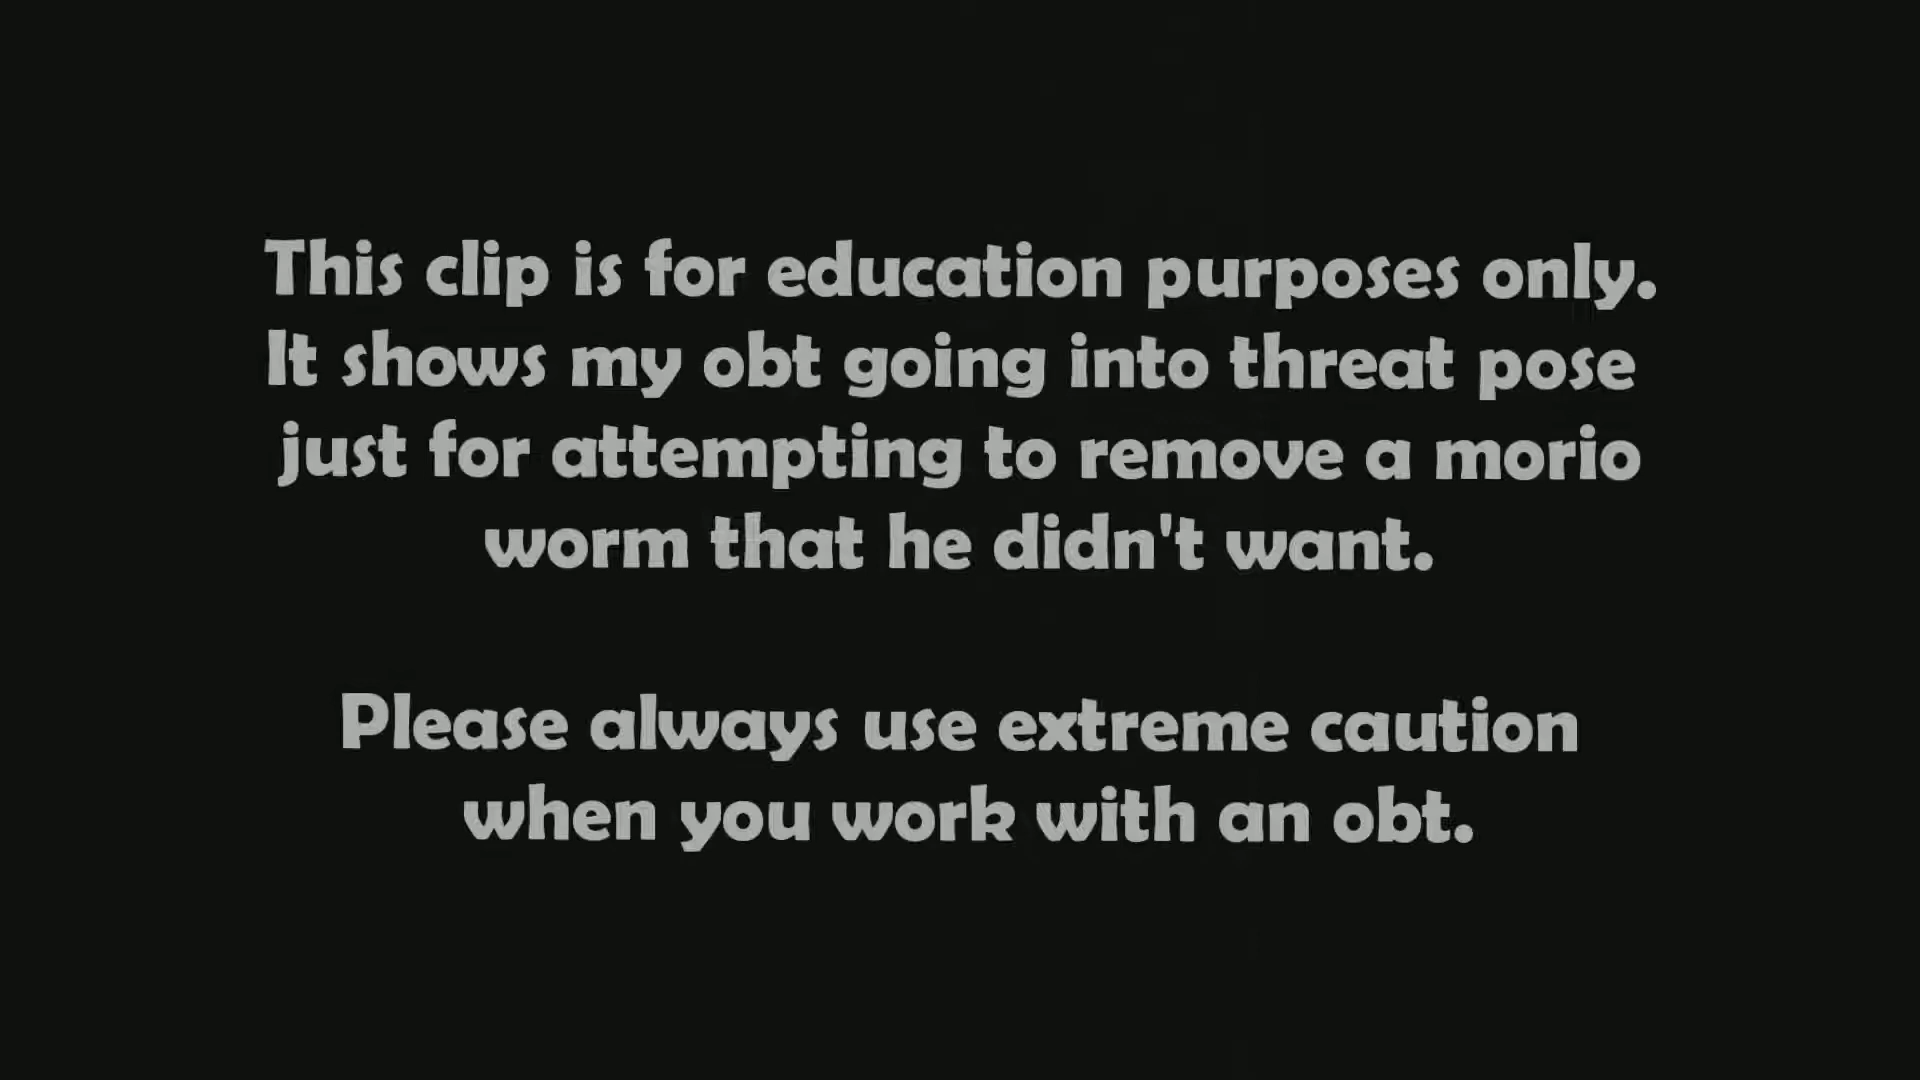 This clip is for education purposes only.
It shows my obt going into threat pose
just for attempting to remove a morio
worm that he didn't want.
Please always use extreme caution
when you work with an obt.